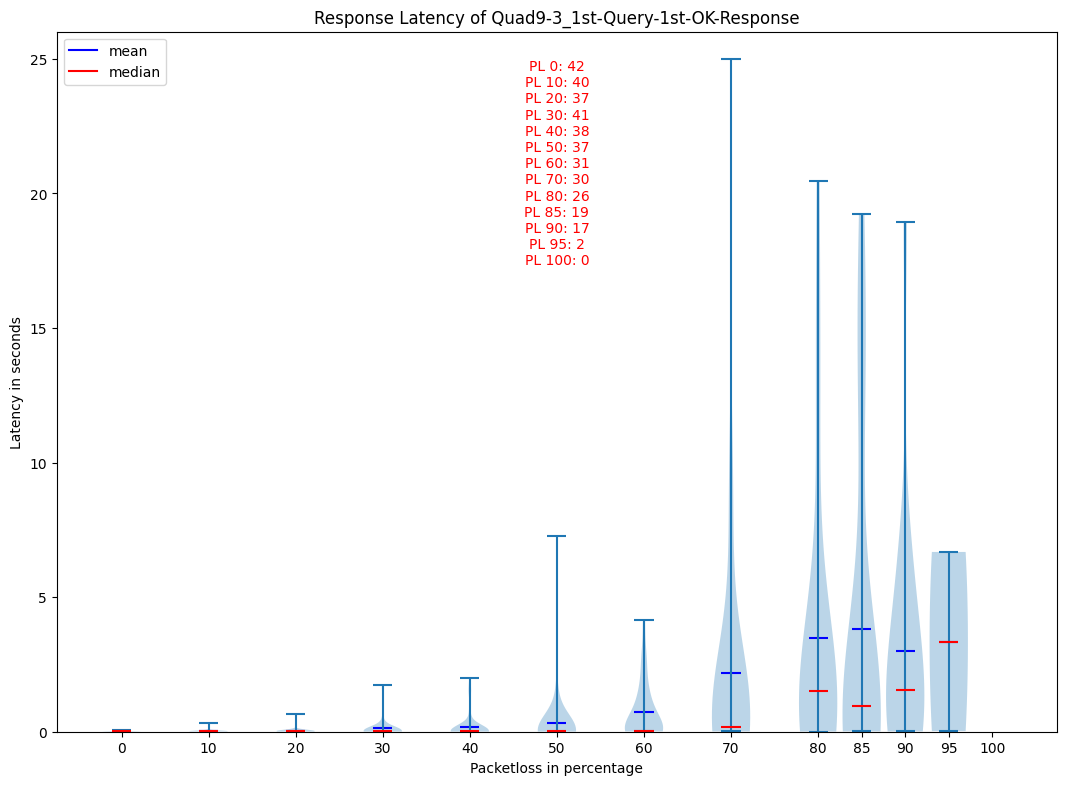 Response Latency of Quad9-3_1st-Query-1st-OK-Response
mean
median
PL 0: 42
PL 10: 40
PL 20: 37
PL 30: 41
PL 40: 38
PL 50: 37
PL 60: 31
PL 70: 30
PL 80: 26
PL 85: 19
PL 90: 17
PL 95: 2
PL 100: 0
Latency in seconds
25
20
15
10
5
0
0 10 20 30 40 50 60 70 80 85 90 95 100
Packetloss in percentage